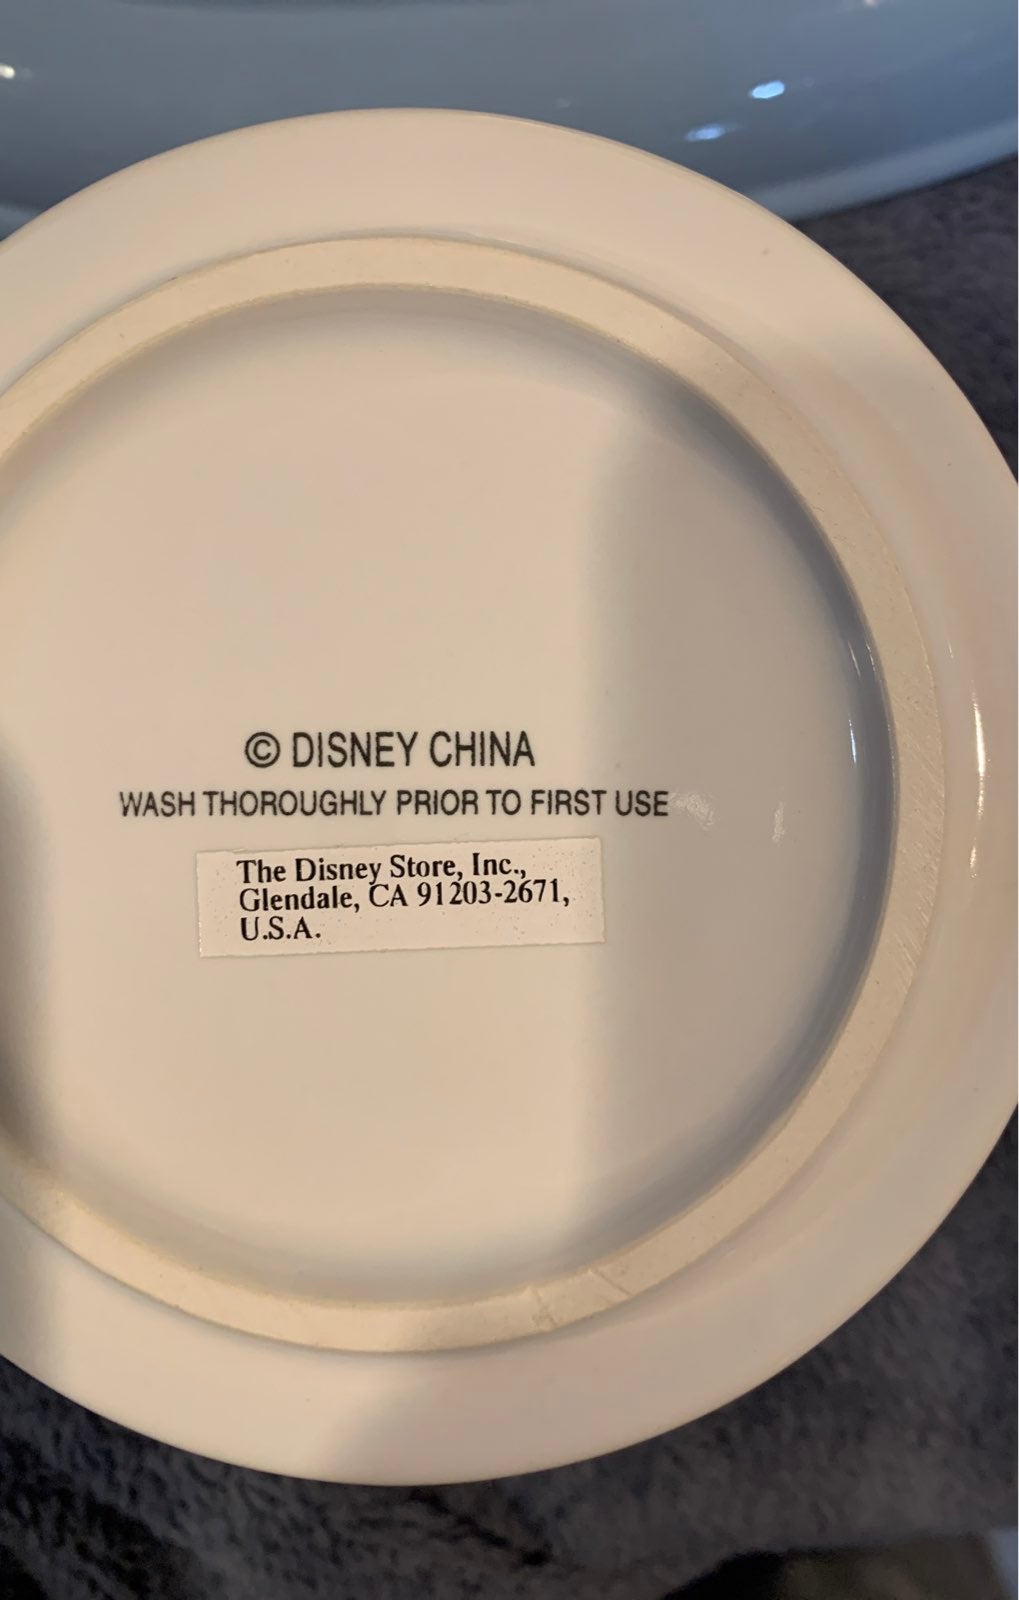 © DISNEY CHINA
WASH THOROUGHLY PRIOR TO FIRST USE
The Disney Store, Inc.,
Glendale, CA 91203-2671,
U.S.A.